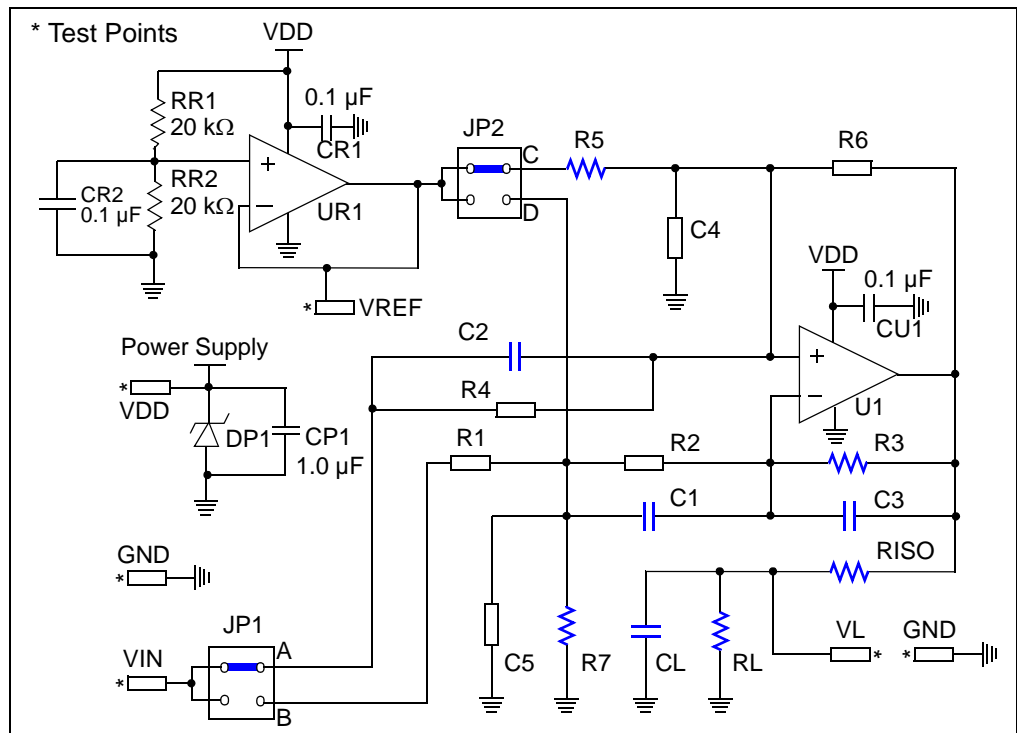 * Test Points
VDD
RR1
20 kΩ
0.1 µF
CR1
JP2
C
D
R5
R6
CR2
0.1 µF
RR2
20 kΩ
+
−
UR1
C4
VDD
0.1 µF
CU1
* VREF
C2
Power Supply
* VDD
DP1
CP1
1.0 µF
R4
+
−
U1
R1
R2
R3
C1
C3
GND
*
RISO
JP1
A
B
VIN
*
C5
R7
CL
RL
VL
*
GND
*